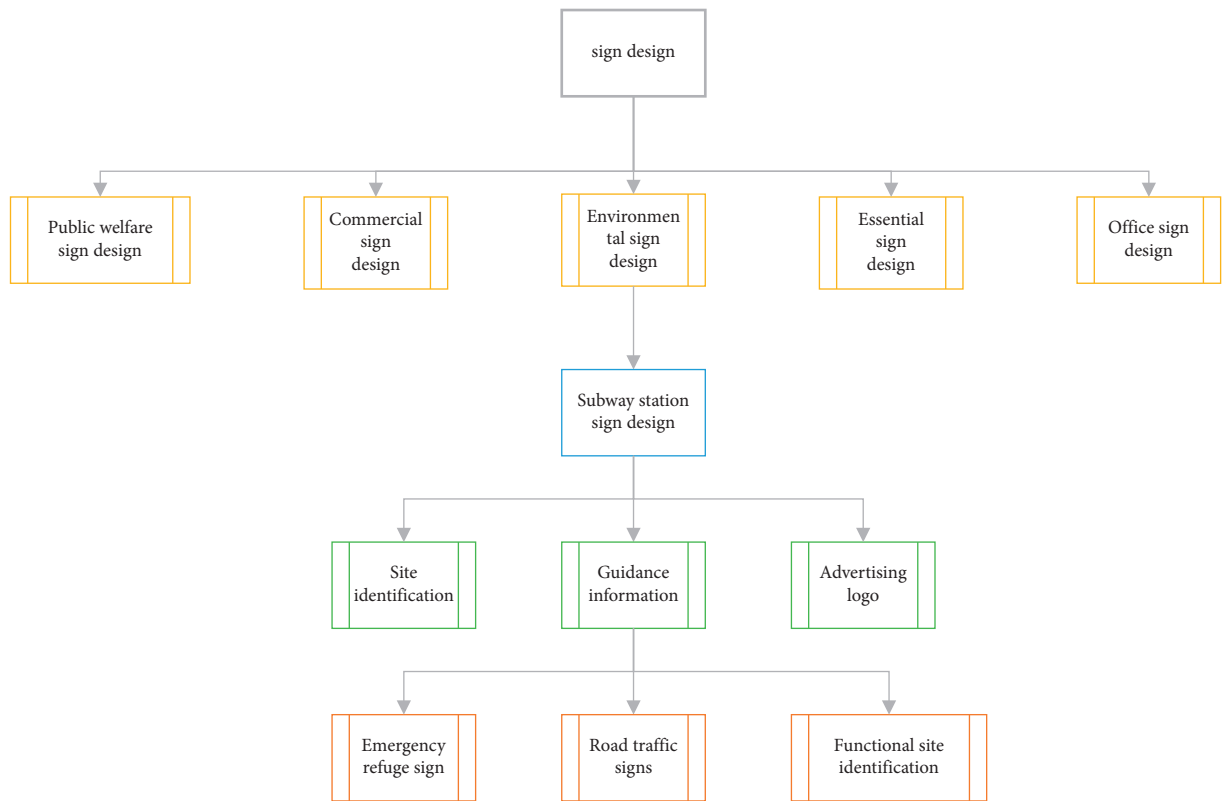 sign design
Public welfare
sign design
Commercial
sign
design
Environmen
tal sign
design
Essential
sign
design
Office sign
design
Subway station
sign design
Site
identification
Guidance
information
Advertising
logo
Emergency
refuge sign
Road traffic
signs
Functional site
identification